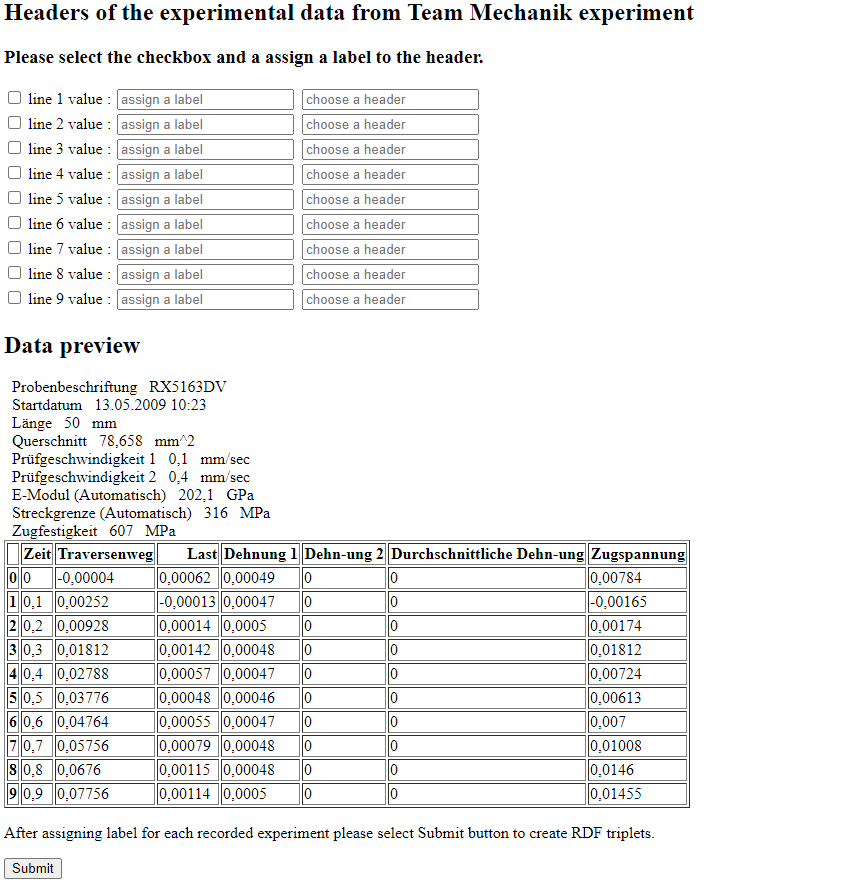 Headers of the experimental data from Team Mechanik experiment
Please select the checkbox and a assign a label to the header.
line 1 value : assign a label choose a header
line 2 value : assign a label choose a header
line 3 value : assign a label choose a header
line 4 value : assign a label choose a header
line 5 value : assign a label choose a header
line 6 value : assign a label choose a header
line 7 value : assign a label choose a header
line 8 value : assign a label choose a header
line 9 value : assign a label choose a header
Data preview
Probenbeschriftung RX5163DV
Startdatum 13.05.2009 10:23
Länge 50 mm
Querschnitt 78,658 mm^2
Prüfgeschwindigkeit 1 0,1 mm/sec
Prüfgeschwindigkeit 2 0,4 mm/sec
E-Modul (Automatisch) 202,1 GPa
Streckgrenze (Automatisch) 316 MPa
Zugfestigkeit 607 MPa
Zeit Traversenweg Last Dehnung 1 Dehn-ung 2 Durchschnittliche Dehn-ung Zugspannung
0 0 -0,00004 0,00062 0,00049 0 0 0,00784
1 0,1 0,00252 -0,00013 0,00047 0 0 -0,00165
2 0,2 0,00928 0,00014 0,0005 0 0 0,00174
3 0,3 0,01812 0,00142 0,00048 0 0 0,01812
4 0,4 0,02788 0,00057 0,00047 0 0 0,00724
5 0,5 0,03776 0,00048 0,00046 0 0 0,00613
6 0,6 0,04764 0,00055 0,00047 0 0 0,007
7 0,7 0,05756 0,00079 0,00048 0 0 0,01008
8 0,8 0,0676 0,00115 0,00048 0 0 0,0146
9 0,9 0,07756 0,00114 0,0005 0 0 0,01455
After assigning label for each recorded experiment please select Submit button to create RDF triplets.
Submit